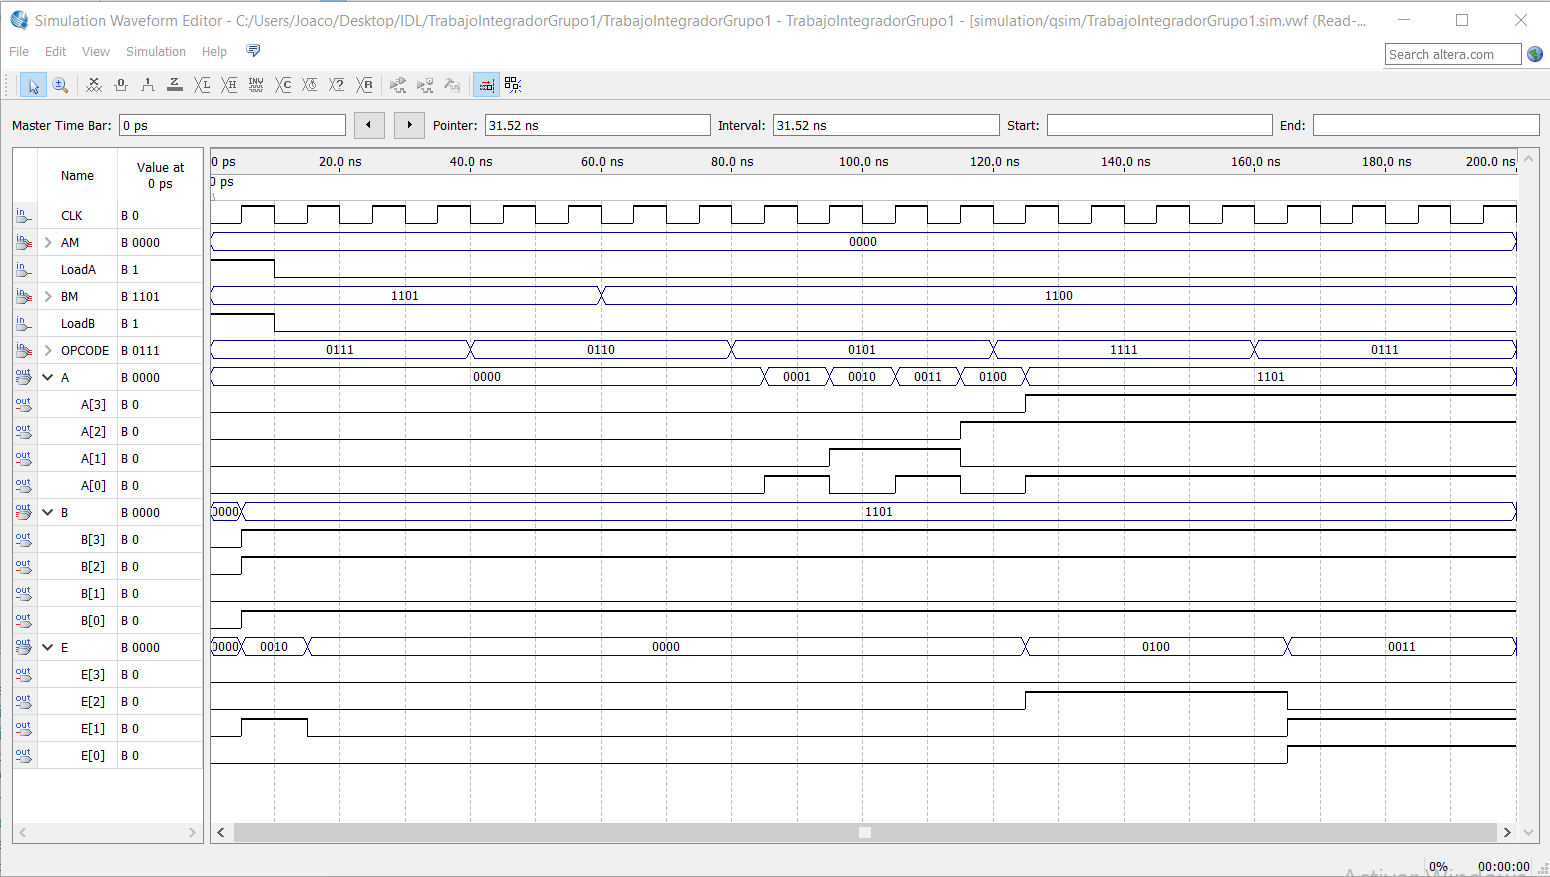 Simulation Waveform Editor - C:/Users/Joaco/Desktop/IDL/TrabajoIntegradorGrupo1/TrabajoIntegradorGrupo1 - TrabajoIntegradorGrupo1 - [simulation/qsim/TrabajoIntegradorGrupo1.sim.vwf (Read-...
File Edit View Simulation Help
Search altera.com
Master Time Bar: 0 ps Pointer: 31.52 ns Interval: 31.52 ns Start: End:
Name Value at 0 ps
0 ps 20.0 ns 40.0 ns 60.0 ns 80.0 ns 100.0 ns 120.0 ns 140.0 ns 160.0 ns 180.0 ns 200.0 ns
0 ps
in CLK B 0
in AM B 0000 0000
in LoadA B 1
in BM B 1101 1101 1100
in LoadB B 1
in OPCODE B 0111 0111 0110 0101 1111 0111
out A B 0000 0000 0001 0010 0011 0100 1101
out A[3] B 0
out A[2] B 0
out A[1] B 0
out A[0] B 0
out B B 0000 0000 1101
out B[3] B 0
out B[2] B 0
out B[1] B 0
out B[0] B 0
out E B 0000 0000 0010 0000 0100 0011
out E[3] B 0
out E[2] B 0
out E[1] B 0
out E[0] B 0
0% 00:00:00